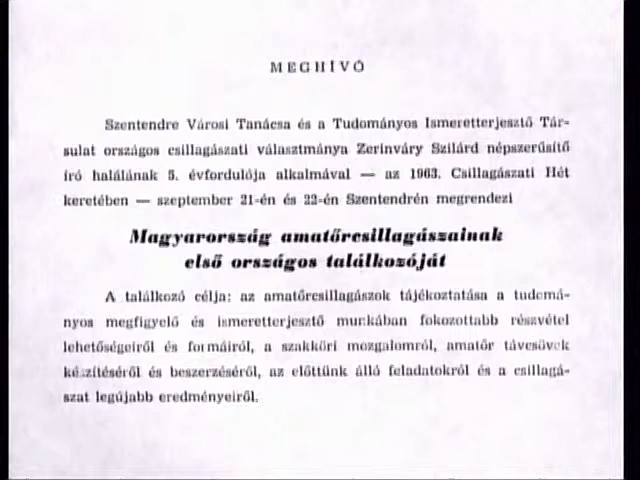 MEGHÍVÓ
Szentendre Városi Tanácsa és a Tudományos Ismeretterjesztő Tár-
sulat országos csillagászati választmánya Zerinváry Szilárd népszerűsítő
író halálának 5. évfordulója alkalmával — az 1963. Csillagászati Hét
keretében — szeptember 21-én és 22-én Szentendrén megrendezi
Magyarország amatőrcsillagászainak
első országos találkozóját
A találkozó célja: az amatőrcsillagászok tájékoztatása a tudomá-
nyos megfigyelő és ismeretterjesztő munkában fokozottabb részvétel
lehetőségeiről és formáiról, a szakköri mozgalomról, amatőr távcsövek
készítéséről és beszerzéséről, az előttünk álló feladatokról és a csillagá-
szat legújabb eredményeiről.